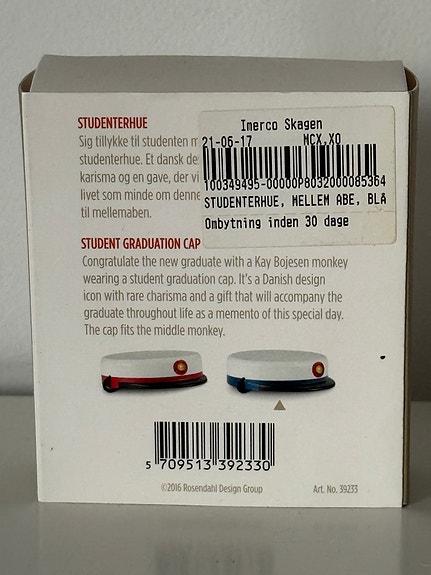 STUDENTERHUE
Sig tillykke til studenten
studenterhue. Et dansk
karisma og en gave, der
livet som minde om denne
til mellemaben.
Imerco Skagen
21-06-17 MCX,XO
100349495-00000P8032000085364
STUDENTERHUE, MELLEM ABE, BLÅ
Ombytning inden 30 dage
STUDENT GRADUATION CAP
Congratulate the new graduate with a Kay Bojesen monkey
wearing a student graduation cap. It's a Danish design
icon with rare charisma and a gift that will accompany the
graduate throughout life as a memento of this special day.
The cap fits the middle monkey.
5 709513 392330
©2016 Rosendahl Design Group Art. No. 39233